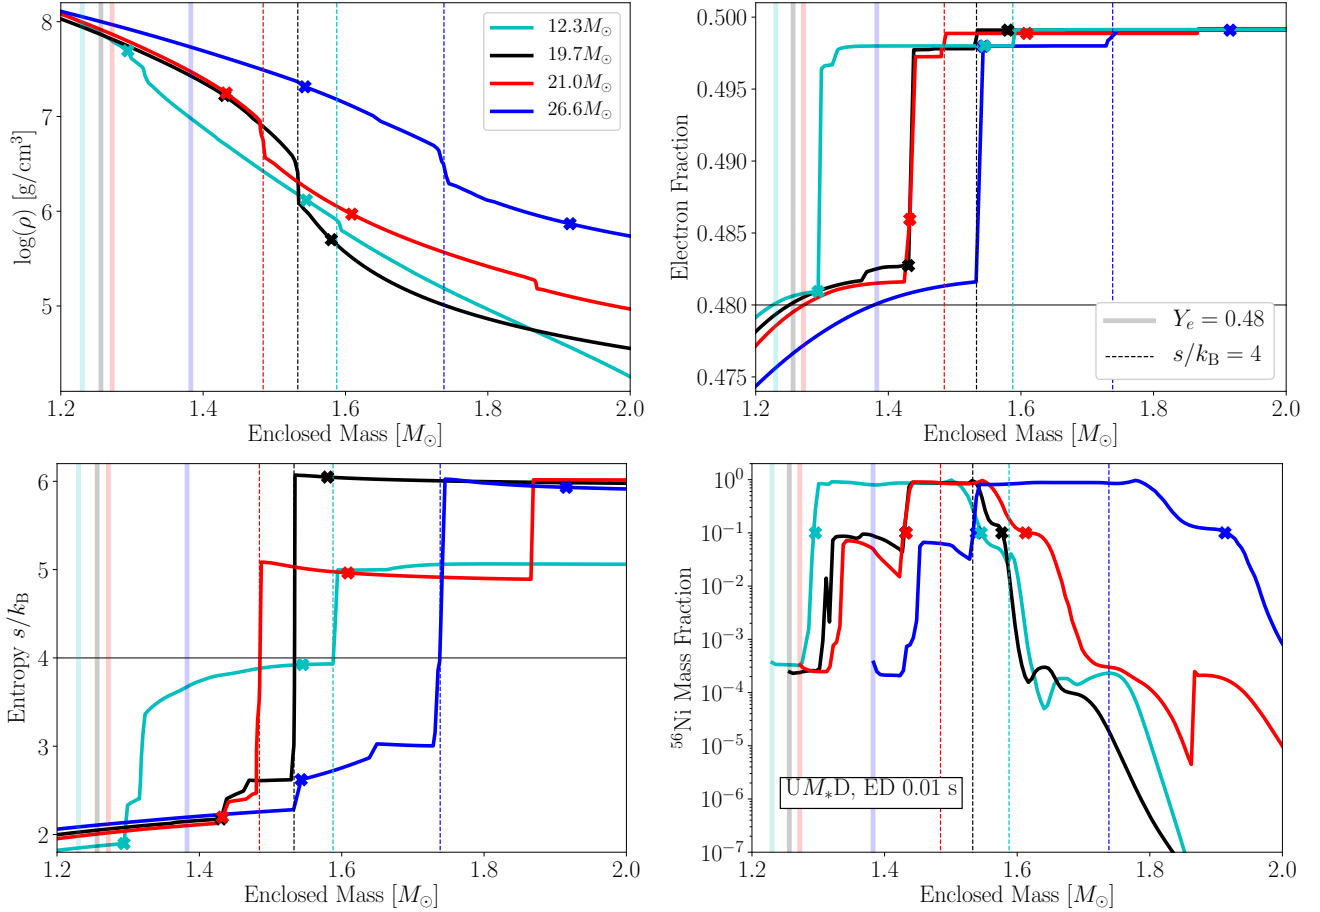 8
7
6
5
log(ρ) [g/cm³]
12.3M⊙
19.7M⊙
21.0M⊙
26.6M⊙
1.2 1.4 1.6 1.8 2.0
Enclosed Mass [M⊙]
0.500
0.495
0.490
0.485
0.480
0.475
Electron Fraction
Yₑ = 0.48
s/k_B = 4
1.2 1.4 1.6 1.8 2.0
Enclosed Mass [M⊙]
6
5
4
3
2
Entropy s/k_B
1.2 1.4 1.6 1.8 2.0
Enclosed Mass [M⊙]
10⁰
10⁻¹
10⁻²
10⁻³
10⁻⁴
10⁻⁵
10⁻⁶
10⁻⁷
⁵⁶Ni Mass Fraction
UM⁎D, ED 0.01 s
1.2 1.4 1.6 1.8 2.0
Enclosed Mass [M⊙]